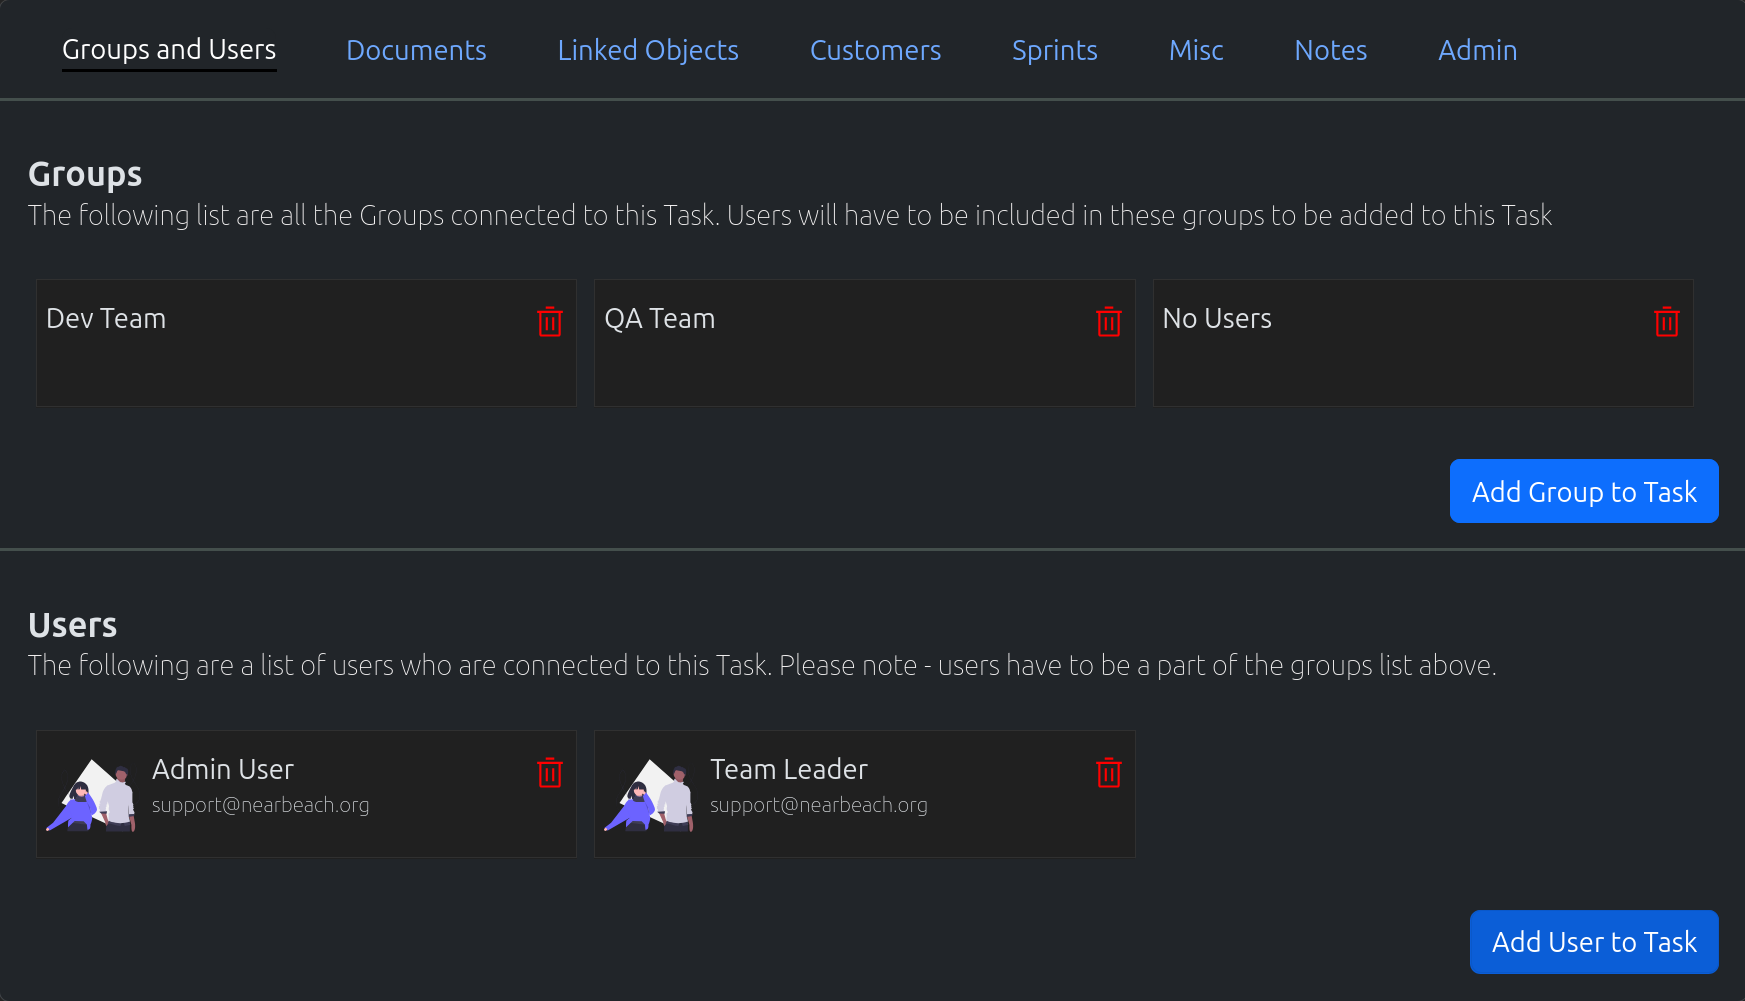 Groups and Users Documents Linked Objects Customers Sprints Misc Notes Admin
Groups
The following list are all the Groups connected to this Task. Users will have to be included in these groups to be added to this Task
Dev Team QA Team No Users
Add Group to Task
Users
The following are a list of users who are connected to this Task. Please note - users have to be a part of the groups list above.
Admin User Team Leader
support@nearbeach.org support@nearbeach.org
Add User to Task